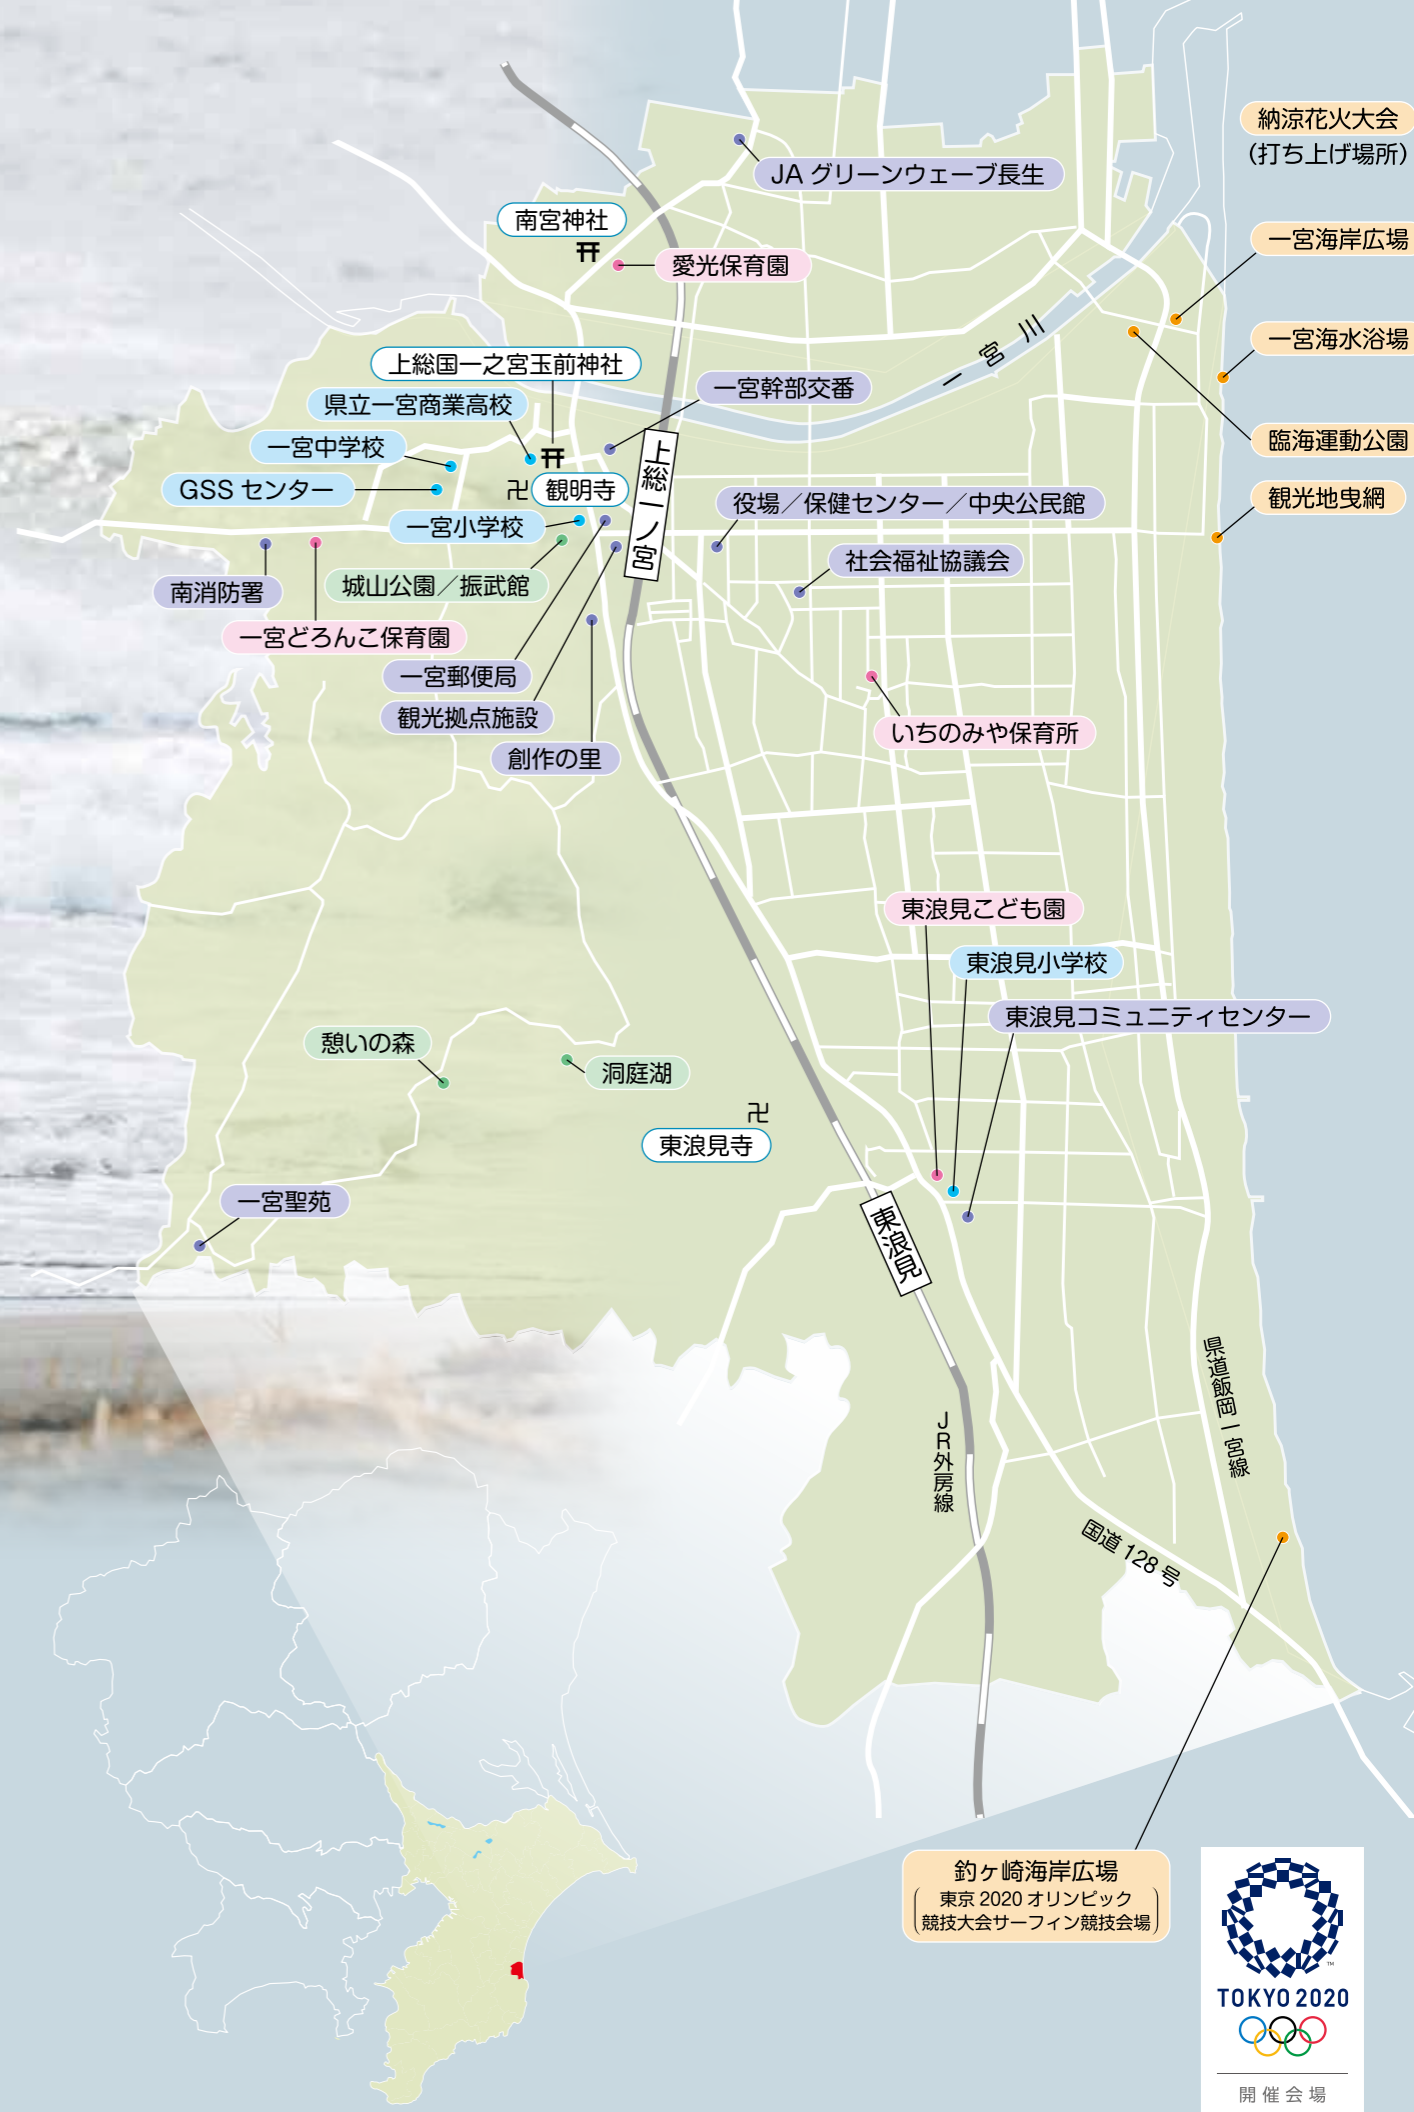 納涼花火大会
(打ち上げ場所)
JA グリーンウェーブ長生
南宮神社
愛光保育園
一宮海岸広場
一宮川
一宮海水浴場
上総国一之宮玉前神社
一宮幹部交番
県立一宮商業高校
臨海運動公園
一宮中学校
上総一ノ宮
GSS センター
観明寺
観光地曳網
役場／保健センター／中央公民館
一宮小学校
社会福祉協議会
南消防署
城山公園／振武館
一宮どろんこ保育園
一宮郵便局
観光拠点施設
いちのみや保育所
創作の里
東浪見こども園
東浪見小学校
東浪見コミュニティセンター
憩いの森
洞庭湖
東浪見寺
一宮聖苑
東浪見
県道飯岡一宮線
JR外房線
国道 128 号
釣ヶ崎海岸広場
(東京 2020 オリンピック
競技大会サーフィン競技会場)
TM
TOKYO 2020
開催会場